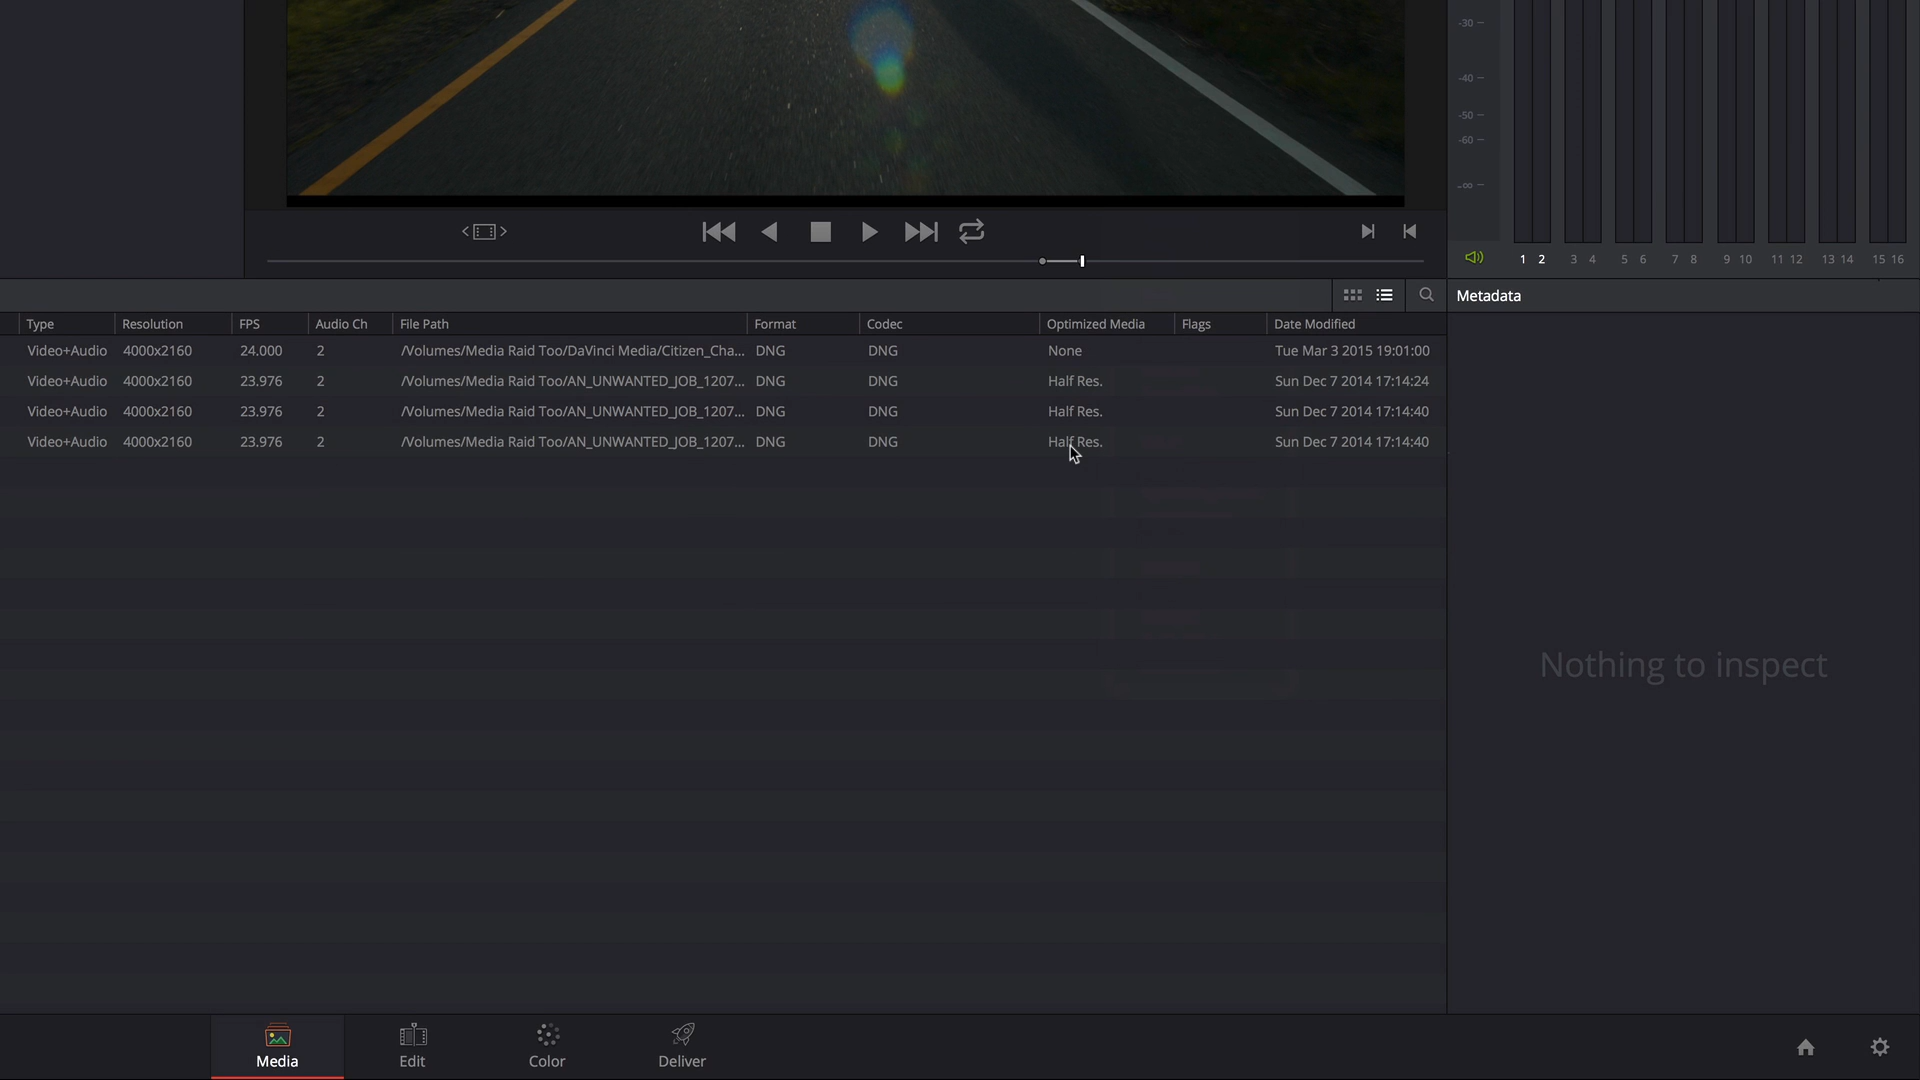 -30
-40
-50
-60
-∞
1 2 3 4 5 6 7 8 9 10 11 12 13 14 15 16
Metadata
Type Resolution FPS Audio Ch File Path Format Codec Optimized Media Flags Date Modified
Video+Audio 4000x2160 24.000 2 /Volumes/Media Raid Too/DaVinci Media/Citizen_Cha... DNG DNG None Tue Mar 3 2015 19:01:00
Video+Audio 4000x2160 23.976 2 /Volumes/Media Raid Too/AN_UNWANTED_JOB_1207... DNG DNG Half Res. Sun Dec 7 2014 17:14:24
Video+Audio 4000x2160 23.976 2 /Volumes/Media Raid Too/AN_UNWANTED_JOB_1207... DNG DNG Half Res. Sun Dec 7 2014 17:14:40
Video+Audio 4000x2160 23.976 2 /Volumes/Media Raid Too/AN_UNWANTED_JOB_1207... DNG DNG Half Res. Sun Dec 7 2014 17:14:40
Nothing to inspect
Media Edit Color Deliver